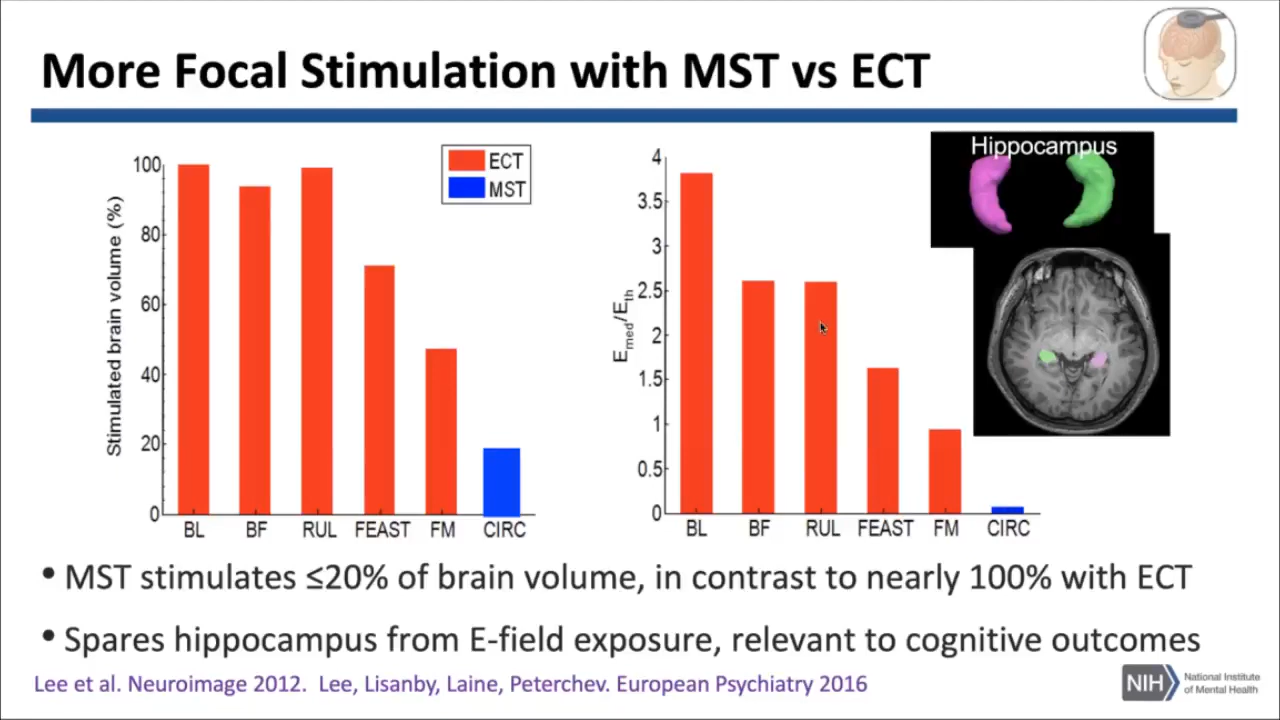 More Focal Stimulation with MST vs ECT
Stimulated brain volume (%)
100
80
60
40
20
0
BL BF RUL FEAST FM CIRC
ECT
MST
E_med/E_th
4
3.5
3
2.5
2
1.5
1
0.5
0
BL BF RUL FEAST FM CIRC
Hippocampus
• MST stimulates ≤20% of brain volume, in contrast to nearly 100% with ECT
• Spares hippocampus from E-field exposure, relevant to cognitive outcomes
Lee et al. Neuroimage 2012. Lee, Lisanby, Laine, Peterchev. European Psychiatry 2016
NIH
National Institute
of Mental Health